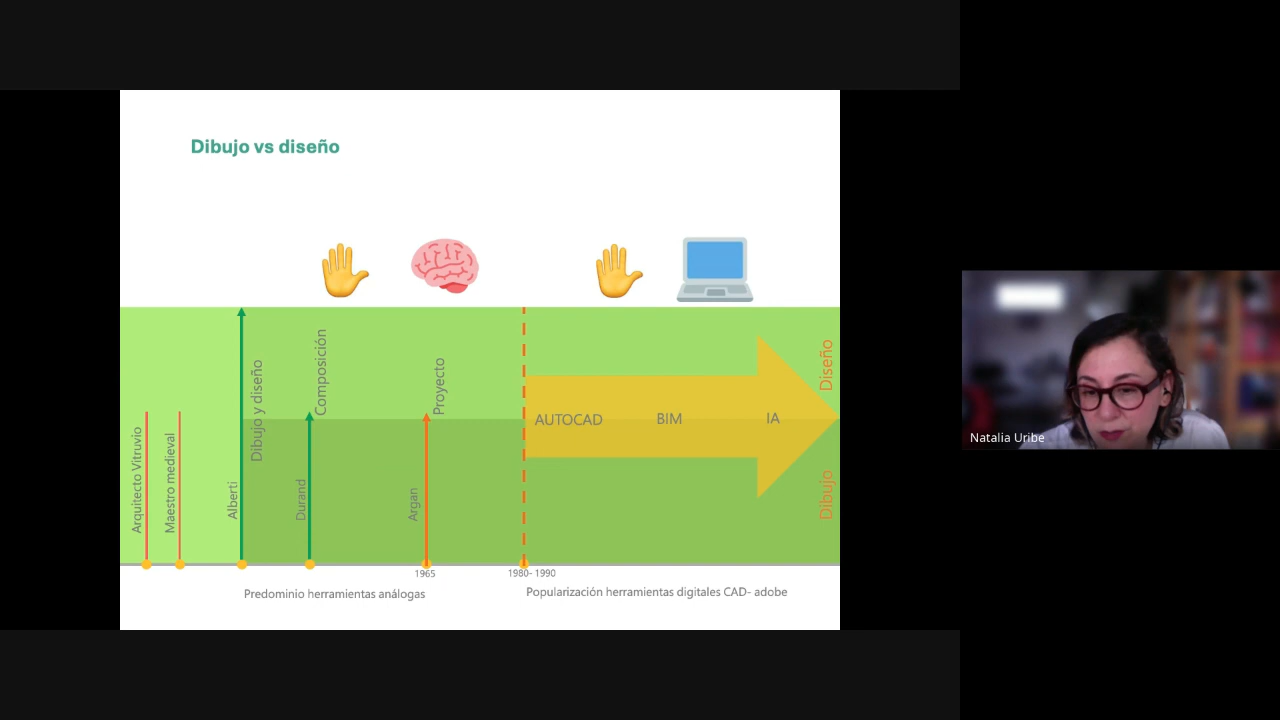 Dibujo vs diseño
Arquitecto Vitruvio
Maestro medieval
Alberti
Dibujo y diseño
Durand
Composición
Argan
Proyecto
AUTOCAD
BIM
IA
Diseño
Dibujo
1965
1980- 1990
Predominio herramientas análogas
Popularización herramientas digitales CAD- adobe
Natalia Uribe